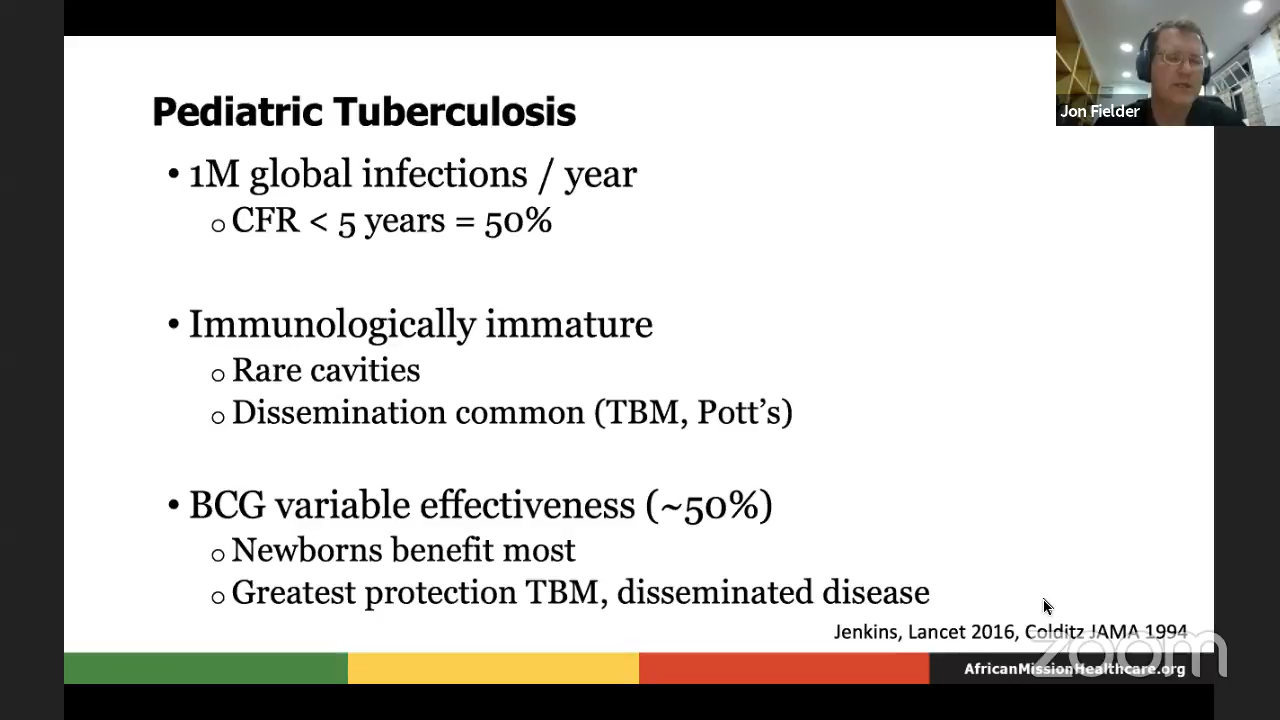 Pediatric Tuberculosis
Jon Fielder
• 1M global infections / year
o CFR < 5 years = 50%
• Immunologically immature
o Rare cavities
o Dissemination common (TBM, Pott’s)
• BCG variable effectiveness (~50%)
o Newborns benefit most
o Greatest protection TBM, disseminated disease
Jenkins, Lancet 2016, Colditz JAMA 1994
zoom
AfricanMissionHealthcare.org